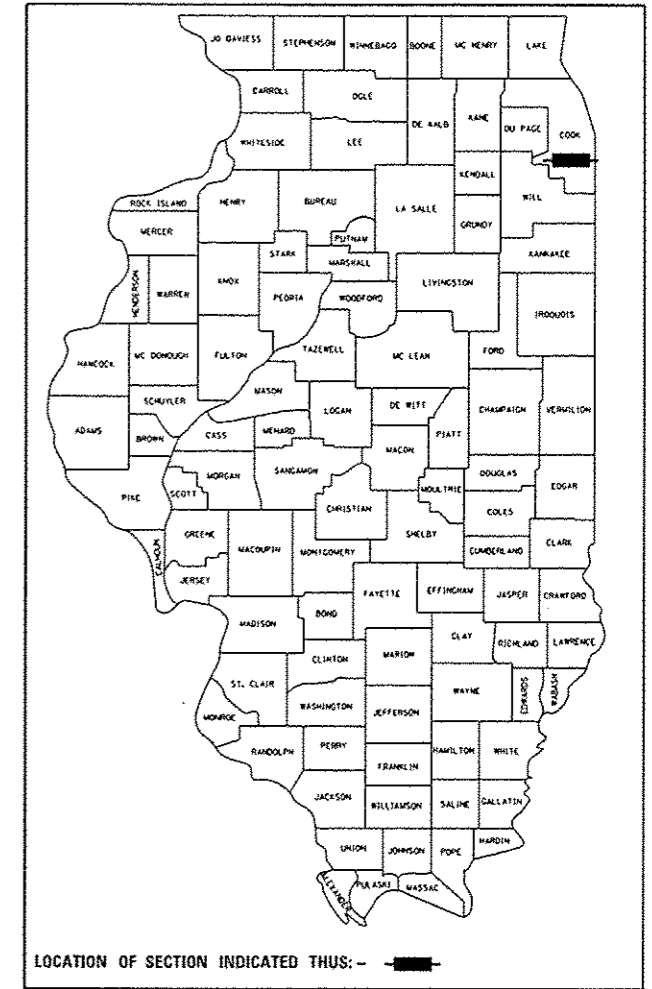 JO DAVIESS STEPHENSON WINNEBAGO BOONE MC HENRY LAKE
CARROLL OGLE DE KALB KANE DU PAGE COOK
WHITESIDE LEE KENDALL WILL
ROCK ISLAND HENRY BUREAU LA SALLE GRUNDY
MERCER PUTNAM KANKAKEE
STARK MARSHALL LIVINGSTON
HENDERSON WARREN KNOX PEORIA WOODFORD IROQUOIS
HANCOCK MC DONOUGH FULTON TAZEWELL MC LEAN FORD
SCHUYLER MASON LOGAN DE WITT CHAMPAIGN VERMILION
ADAMS BROWN CASS MENARD MACON PIATT
PIKE SCOTT MORGAN SANGAMON CHRISTIAN MOULTRIE DOUGLAS EDGAR
COLES
CALHOUN GREENE MACOUPIN MONTGOMERY SHELBY CUMBERLAND CLARK
JERSEY BOND FAYETTE EFFINGHAM JASPER CRAWFORD
MADISON CLINTON MARION CLAY RICHLAND LAWRENCE
ST. CLAIR WASHINGTON JEFFERSON WAYNE EDWARDS WABASH
MONROE RANDOLPH PERRY FRANKLIN HAMILTON WHITE
JACKSON WILLIAMSON SALINE GALLATIN
UNION JOHNSON POPE HARDIN
ALEXANDER PULASKI MASSAC
LOCATION OF SECTION INDICATED THUS: -